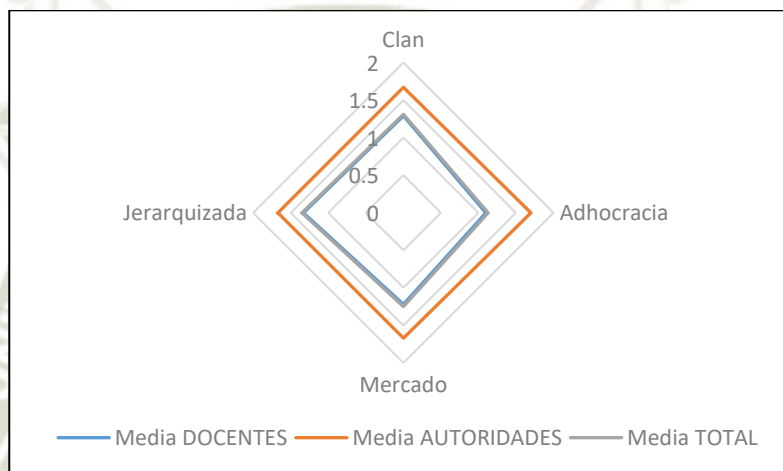 Clan
2
1.5
1
0.5
0
Jerarquizada
Adhocracia
Mercado
Media DOCENTES Media AUTORIDADES Media TOTAL